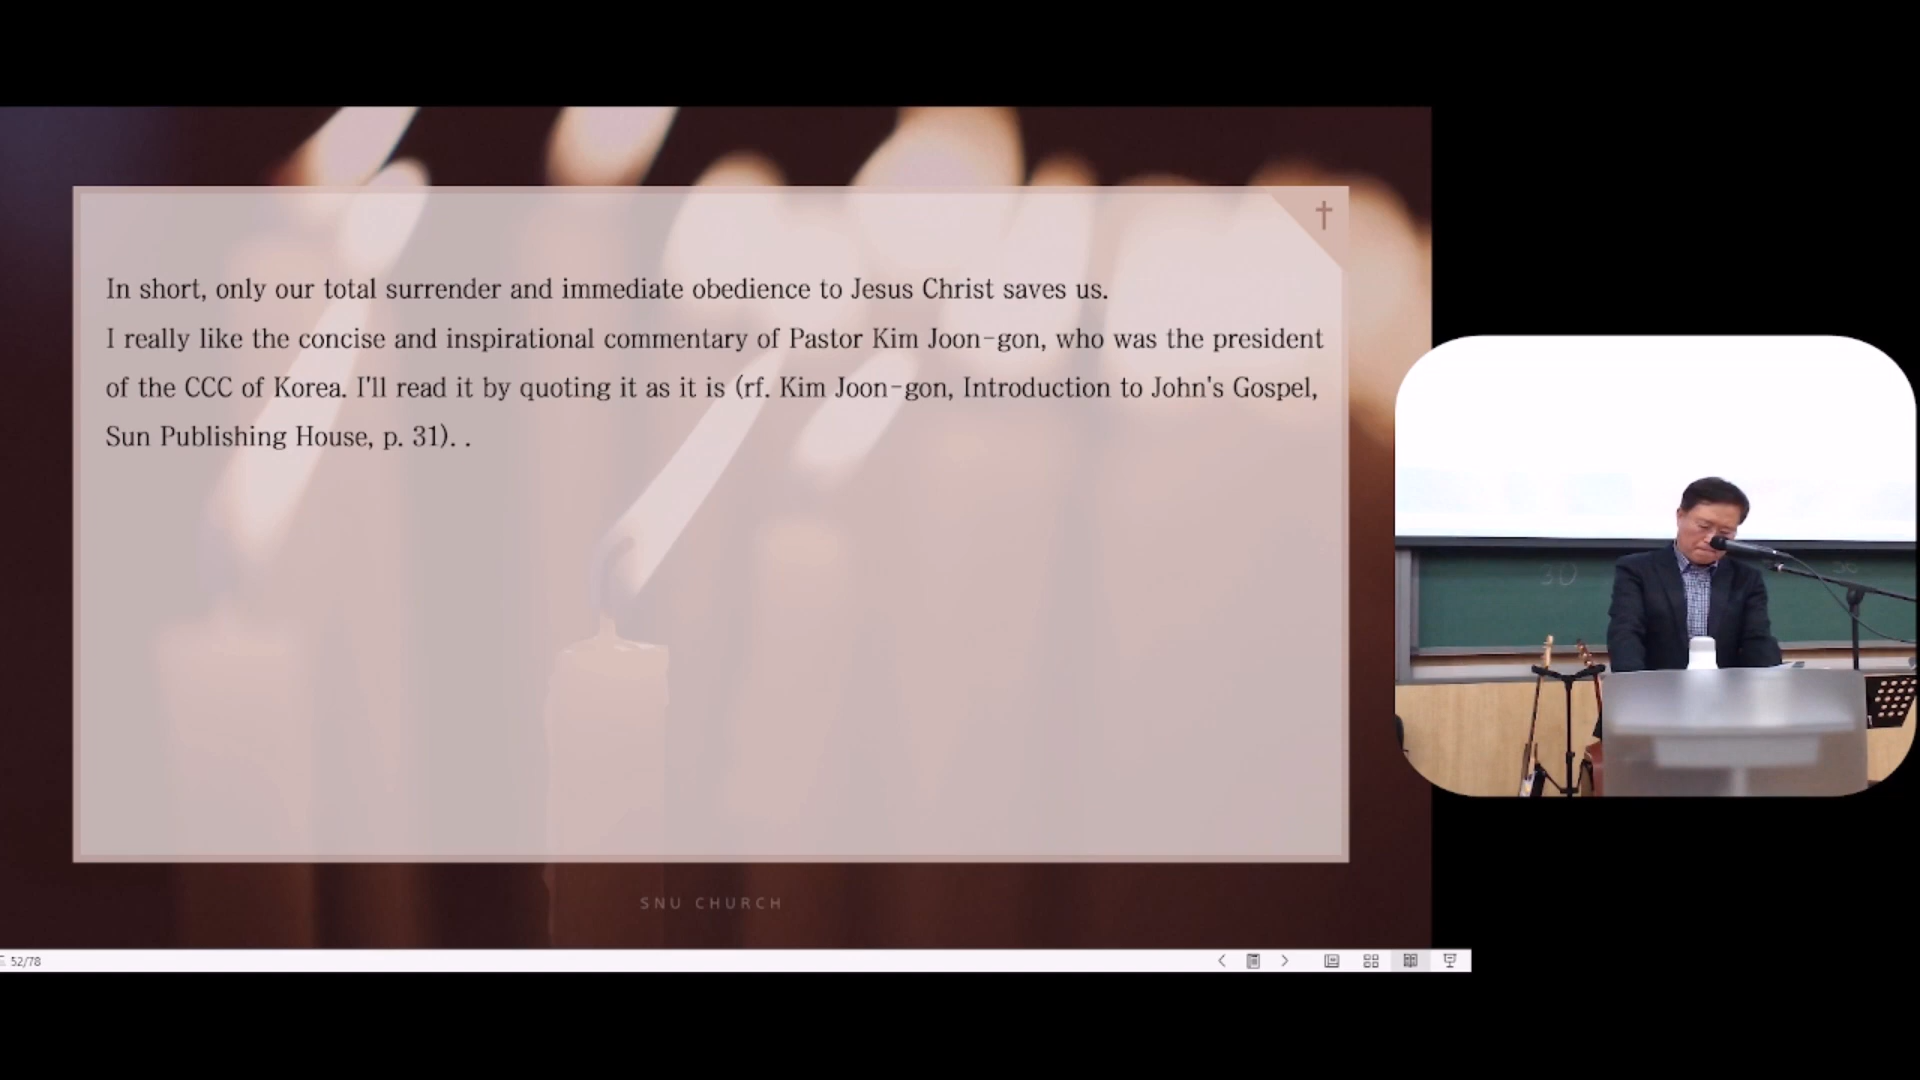 In short, only our total surrender and immediate obedience to Jesus Christ saves us.
I really like the concise and inspirational commentary of Pastor Kim Joon-gon, who was the president
of the CCC of Korea. I'll read it by quoting it as it is (rf. Kim Joon-gon, Introduction to John's Gospel,
Sun Publishing House, p. 31). .
SNU CHURCH
52/78
30